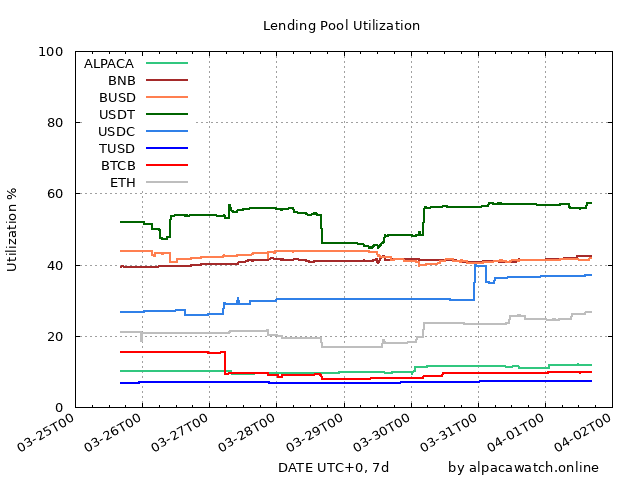 Lending Pool Utilization
100
80
60
40
20
0
Utilization %
ALPACA
BNB
BUSD
USDT
USDC
TUSD
BTCB
ETH
03-25T00
03-26T00
03-27T00
03-28T00
03-29T00
03-30T00
03-31T00
04-01T00
04-02T00
DATE UTC+0, 7d
by alpacawatch.online